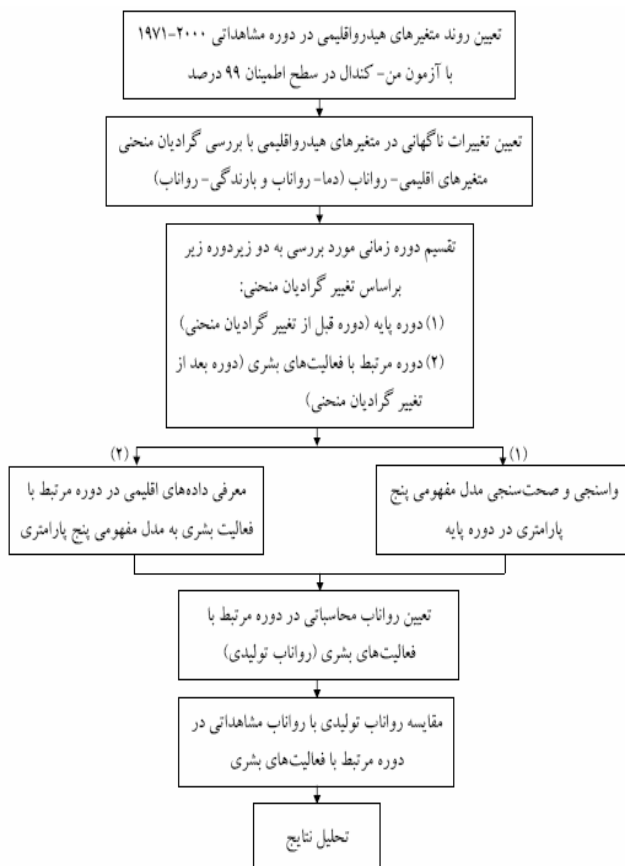 تعیین روند متغیرهای هیدرواقلیمی در دوره مشاهداتی ۲۰۰۰-۱۹۷۱
با آزمون من- کندال در سطح اطمینان ۹۹ درصد
تعیین تغییرات ناگهانی در متغیرهای هیدرواقلیمی با بررسی گرادیان منحنی
متغیرهای اقلیمی- رواناب (دما- رواناب و بارندگی- رواناب)
تقسیم دوره زمانی مورد بررسی به دو زیردوره زیر
براساس تغییر گرادیان منحنی:
(۱) دوره پایه (دوره قبل از تغییر گرادیان منحنی)
(۲) دوره مرتبط با فعالیت‌های بشری (دوره بعد از
تغییر گرادیان منحنی)
(۱)
واسنجی و صحت‌سنجی مدل مفهومی پنج
پارامتری در دوره پایه
(۲)
معرفی داده‌های اقلیمی در دوره مرتبط با
فعالیت بشری به مدل مفهومی پنج پارامتری
تعیین رواناب محاسباتی در دوره مرتبط با
فعالیت‌های بشری (رواناب تولیدی)
مقایسه رواناب تولیدی با رواناب مشاهداتی در
دوره مرتبط با فعالیت‌های بشری
تحلیل نتایج